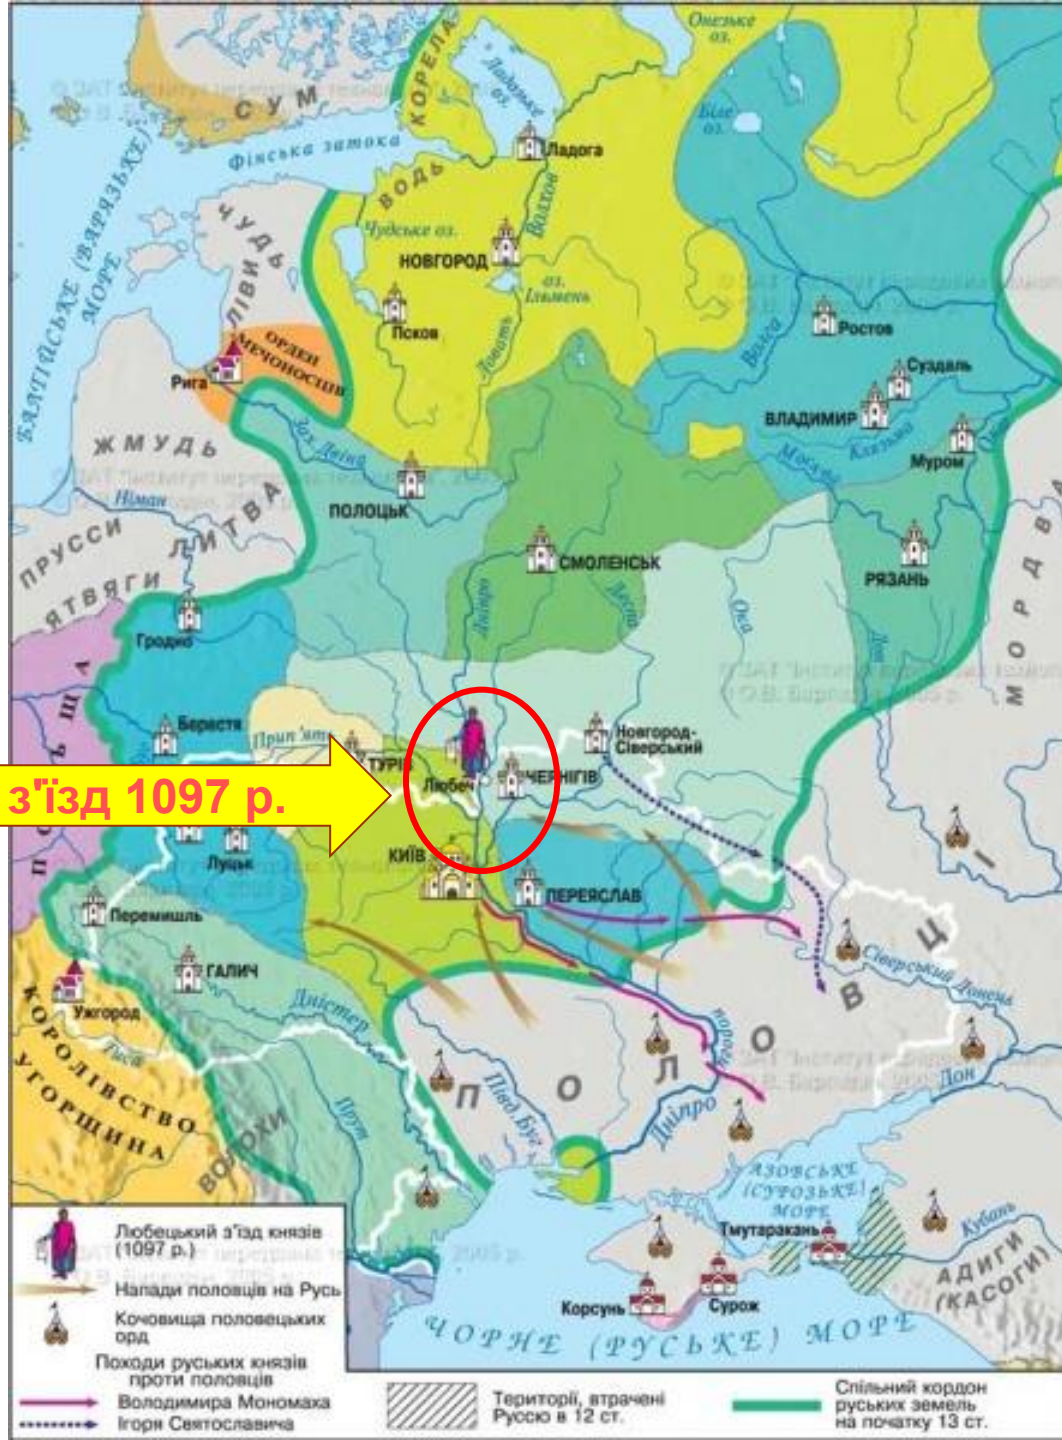 Онезьке
оз.
Ладозьке
оз.
КОРЕЛА
СУМ
Біле
оз.
Фінська затока
Ладога
ВОДЬ
Волхов
БАЛТІЙСЬКЕ (ВАРЯЗЬКЕ)
МОРЕ
ЧУДЬ
Чудське оз.
НОВГОРОД
оз.
Ільмень
ЛІВИ
Псков
Ловать
Волга
Ростов
ОРДЕН
МЕЧОНОСЦІВ
Рига
Суздаль
ВЛАДИМИР
Клязьма
Ока
Муром
Москва
ЖМУДЬ
Зах. Двіна
Німан
ПОЛОЦЬК
ЛИТВА
ПРУССИ
ЯТВЯГИ
СМОЛЕНСЬК
РЯЗАНЬ
МОРДВА
Дніпро
Десна
Ока
Дон
Гродно
ПОЛЬЩА
Берестя
Прип'ять
ТУРІВ
Новгород-
Сіверський
Любеч
ЧЕРНІГІВ
з'їзд 1097 р.
Луцьк
КИЇВ
ПЕРЕЯСЛАВ
Перемишль
ГАЛИЧ
Сіверський Донець
Ужгород
Дністер
КОРОЛІВСТВО
УГОРЩИНА
Тиса
Прут
ВОЛОХИ
ПОЛОВЦІ
Півд. Буг
пороги
Дніпро
Дон
АЗОВСЬКЕ
(СУРОЗЬКЕ)
МОРЕ
Тмутаракань
Кубань
АДИГИ
(КАСОГИ)
Корсунь
Сурож
ЧОРНЕ (РУСЬКЕ) МОРЕ
Любецький з'їзд князів
(1097 р.)
Напади половців на Русь
Кочовища половецьких
орд
Походи руських князів
проти половців
Володимира Мономаха
Ігоря Святославича
Території, втрачені
Руссю в 12 ст.
Спільний кордон
руських земель
на початку 13 ст.